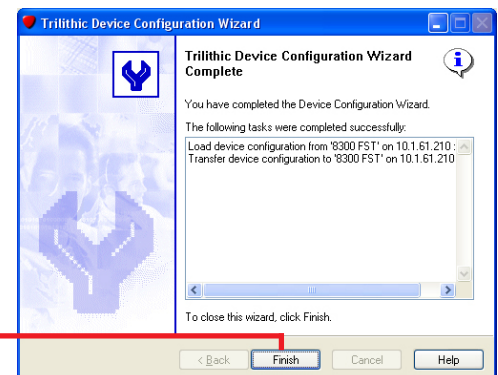 Trilithic Device Configuration Wizard
Trilithic Device Configuration Wizard
Complete
You have completed the Device Configuration Wizard.
The following tasks were completed successfully:
Load device configuration from '8300 FST' on 10.1.61.210 :
Transfer device configuration to '8300 FST' on 10.1.61.210
To close this wizard, click Finish.
< Back
Finish
Cancel
Help